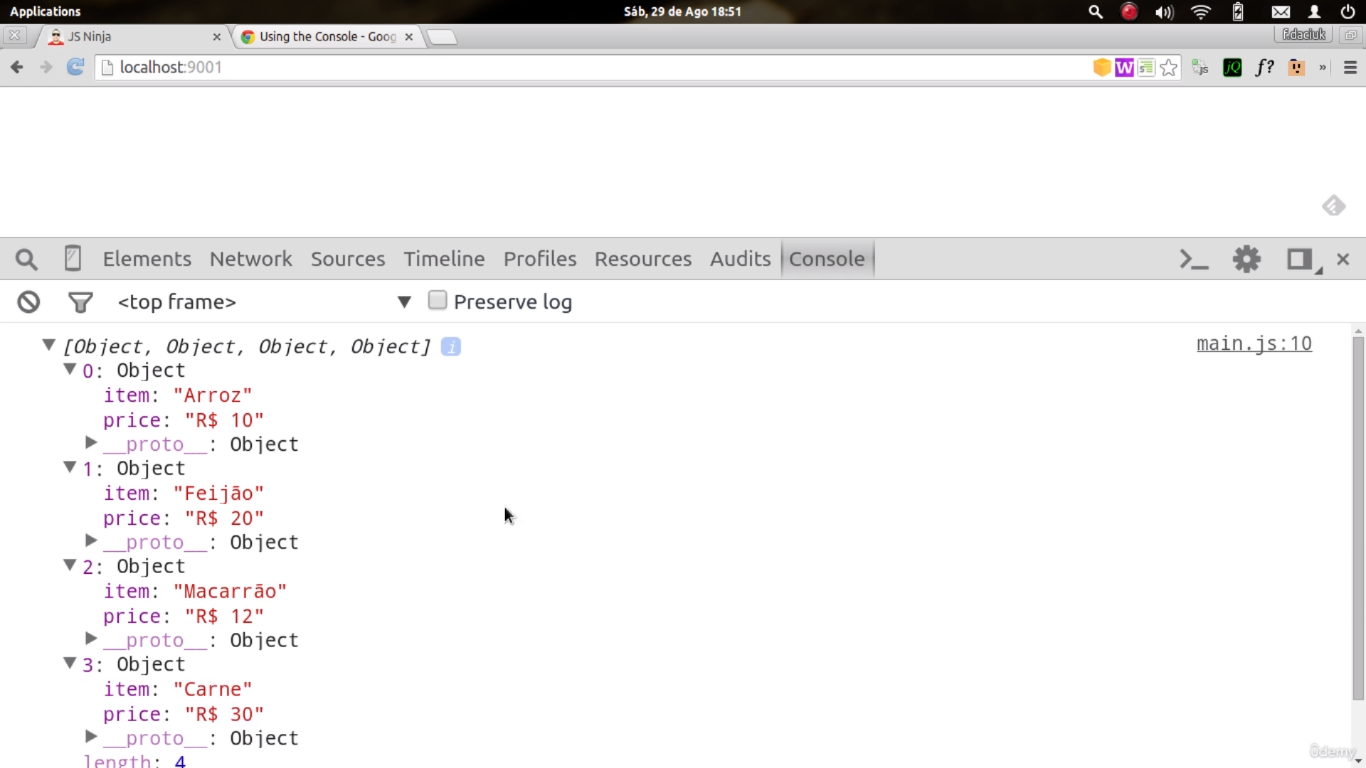 Applications Sáb, 29 de Ago 18:51
JS Ninja Using the Console - Goog f.daciuk
localhost:9001
Elements Network Sources Timeline Profiles Resources Audits Console
<top frame> Preserve log
[Object, Object, Object, Object] i main.js:10
0: Object
item: "Arroz"
price: "R$ 10"
__proto__: Object
1: Object
item: "Feijão"
price: "R$ 20"
__proto__: Object
2: Object
item: "Macarrão"
price: "R$ 12"
__proto__: Object
3: Object
item: "Carne"
price: "R$ 30"
__proto__: Object
length: 4
ûdemy